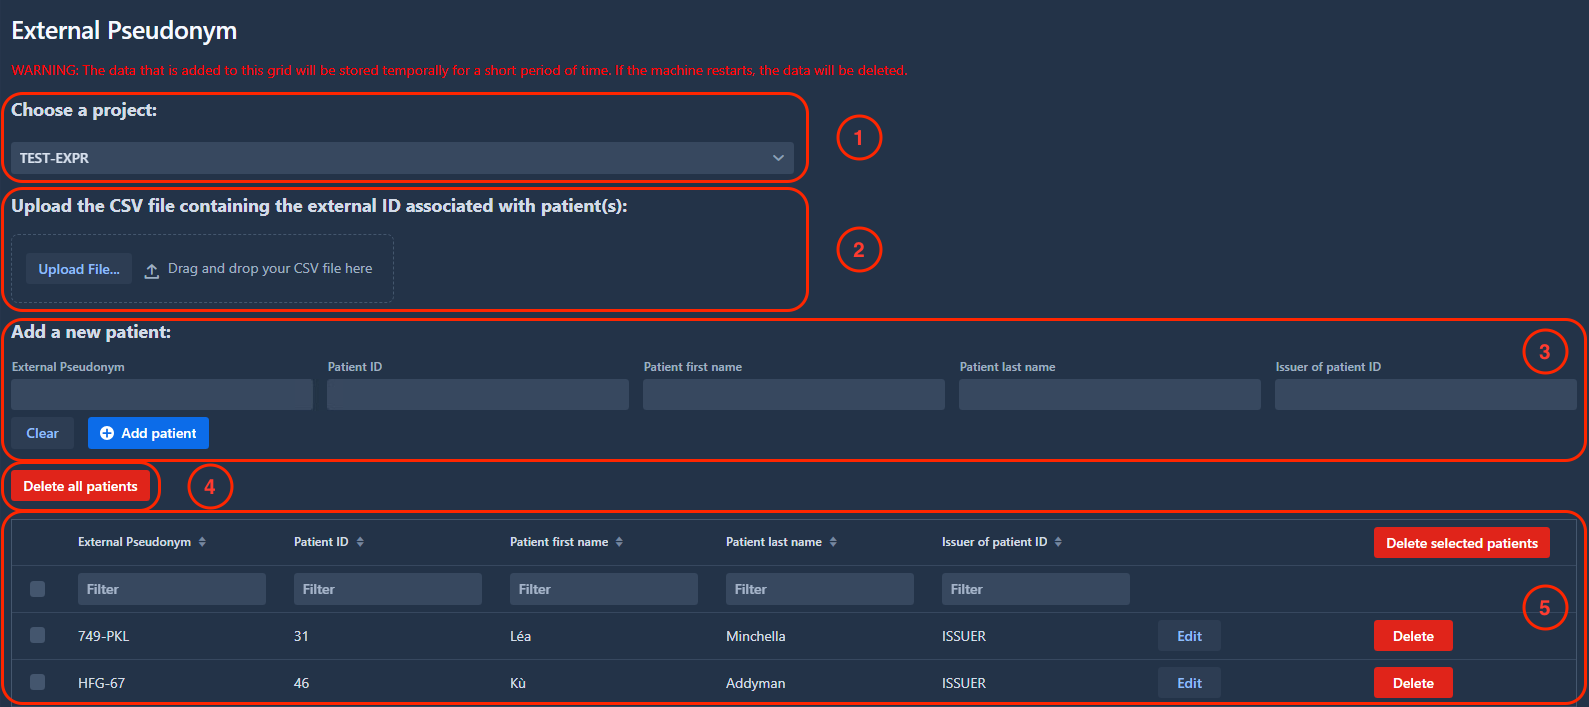 External Pseudonym
WARNING: The data that is added to this grid will be stored temporally for a short period of time. If the machine restarts, the data will be deleted.
Choose a project:
1
TEST-EXPR
Upload the CSV file containing the external ID associated with patient(s):
2
Upload File... Drag and drop your CSV file here
Add a new patient:
3
External Pseudonym Patient ID Patient first name Patient last name Issuer of patient ID
Clear Add patient
Delete all patients 4
External Pseudonym Patient ID Patient first name Patient last name Issuer of patient ID Delete selected patients
Filter Filter Filter Filter Filter
5
749-PKL 31 Léa Minchella ISSUER Edit Delete
HFG-67 46 Kù Addyman ISSUER Edit Delete